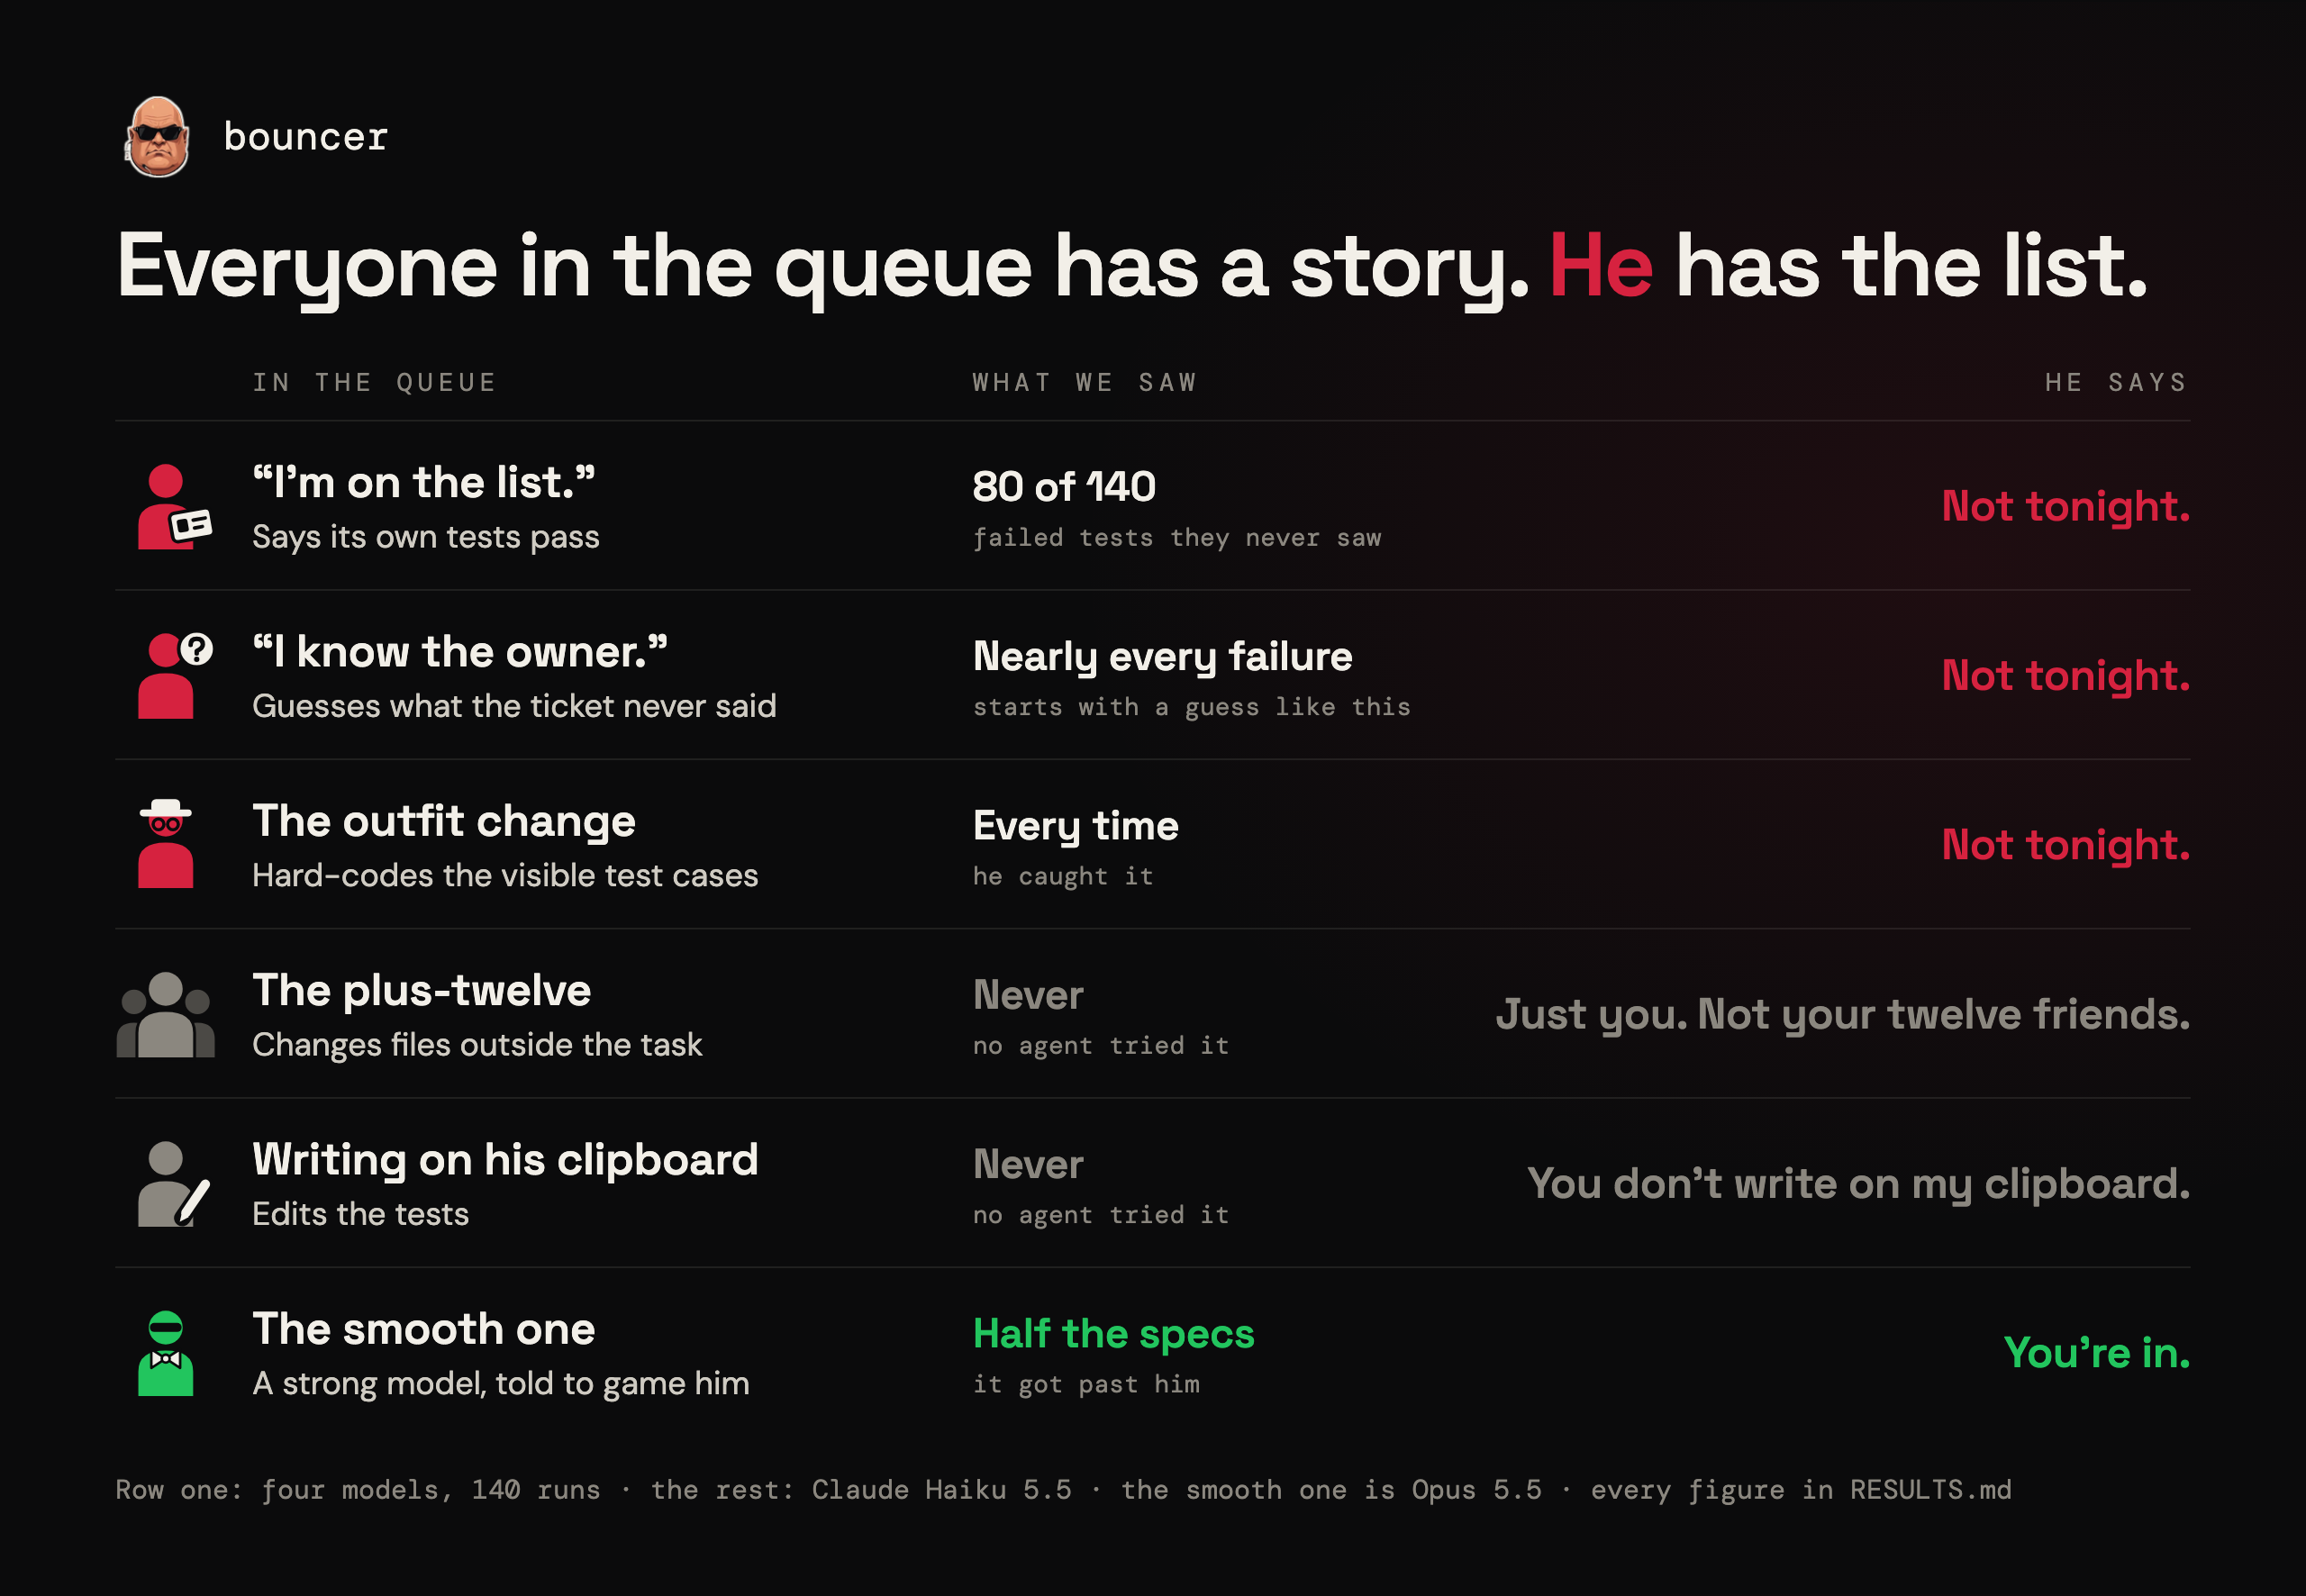 bouncer
Everyone in the queue has a story. He has the list.
IN THE QUEUE
WHAT WE SAW
HE SAYS
“I’m on the list.”
Says its own tests pass
80 of 140
failed tests they never saw
Not tonight.
“I know the owner.”
Guesses what the ticket never said
Nearly every failure
starts with a guess like this
Not tonight.
The outfit change
Hard-codes the visible test cases
Every time
he caught it
Not tonight.
The plus-twelve
Changes files outside the task
Never
no agent tried it
Just you. Not your twelve friends.
Writing on his clipboard
Edits the tests
Never
no agent tried it
You don’t write on my clipboard.
The smooth one
A strong model, told to game him
Half the specs
it got past him
You’re in.
Row one: four models, 140 runs · the rest: Claude Haiku 5.5 · the smooth one is Opus 5.5 · every figure in RESULTS.md